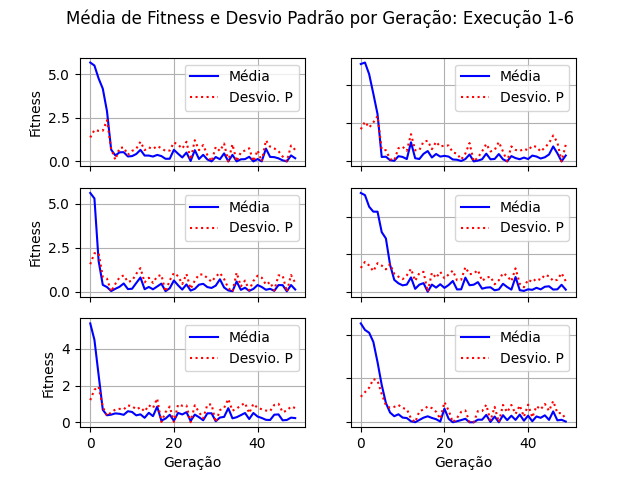 Média de Fitness e Desvio Padrão por Geração: Execução 1-6
5.0
2.5
0.0
Fitness
Média
Desvio. P
Média
Desvio. P
5.0
2.5
0.0
Fitness
Média
Desvio. P
Média
Desvio. P
4
2
0
Fitness
Média
Desvio. P
Média
Desvio. P
0 20 40
0 20 40
Geração
Geração